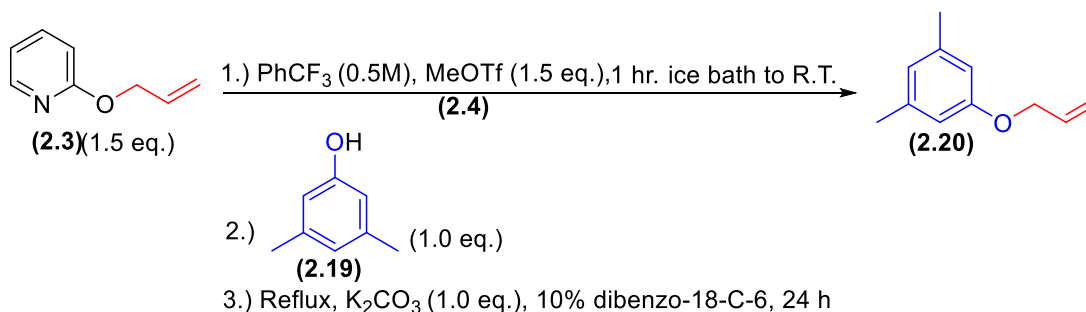 1.) PhCF3 (0.5M), MeOTf (1.5 eq.),1 hr. ice bath to R.T.
(2.4)
N
O
(2.3)(1.5 eq.)
O
(2.20)
OH
2.)
(1.0 eq.)
(2.19)
3.) Reflux, K2CO3 (1.0 eq.), 10% dibenzo-18-C-6, 24 h